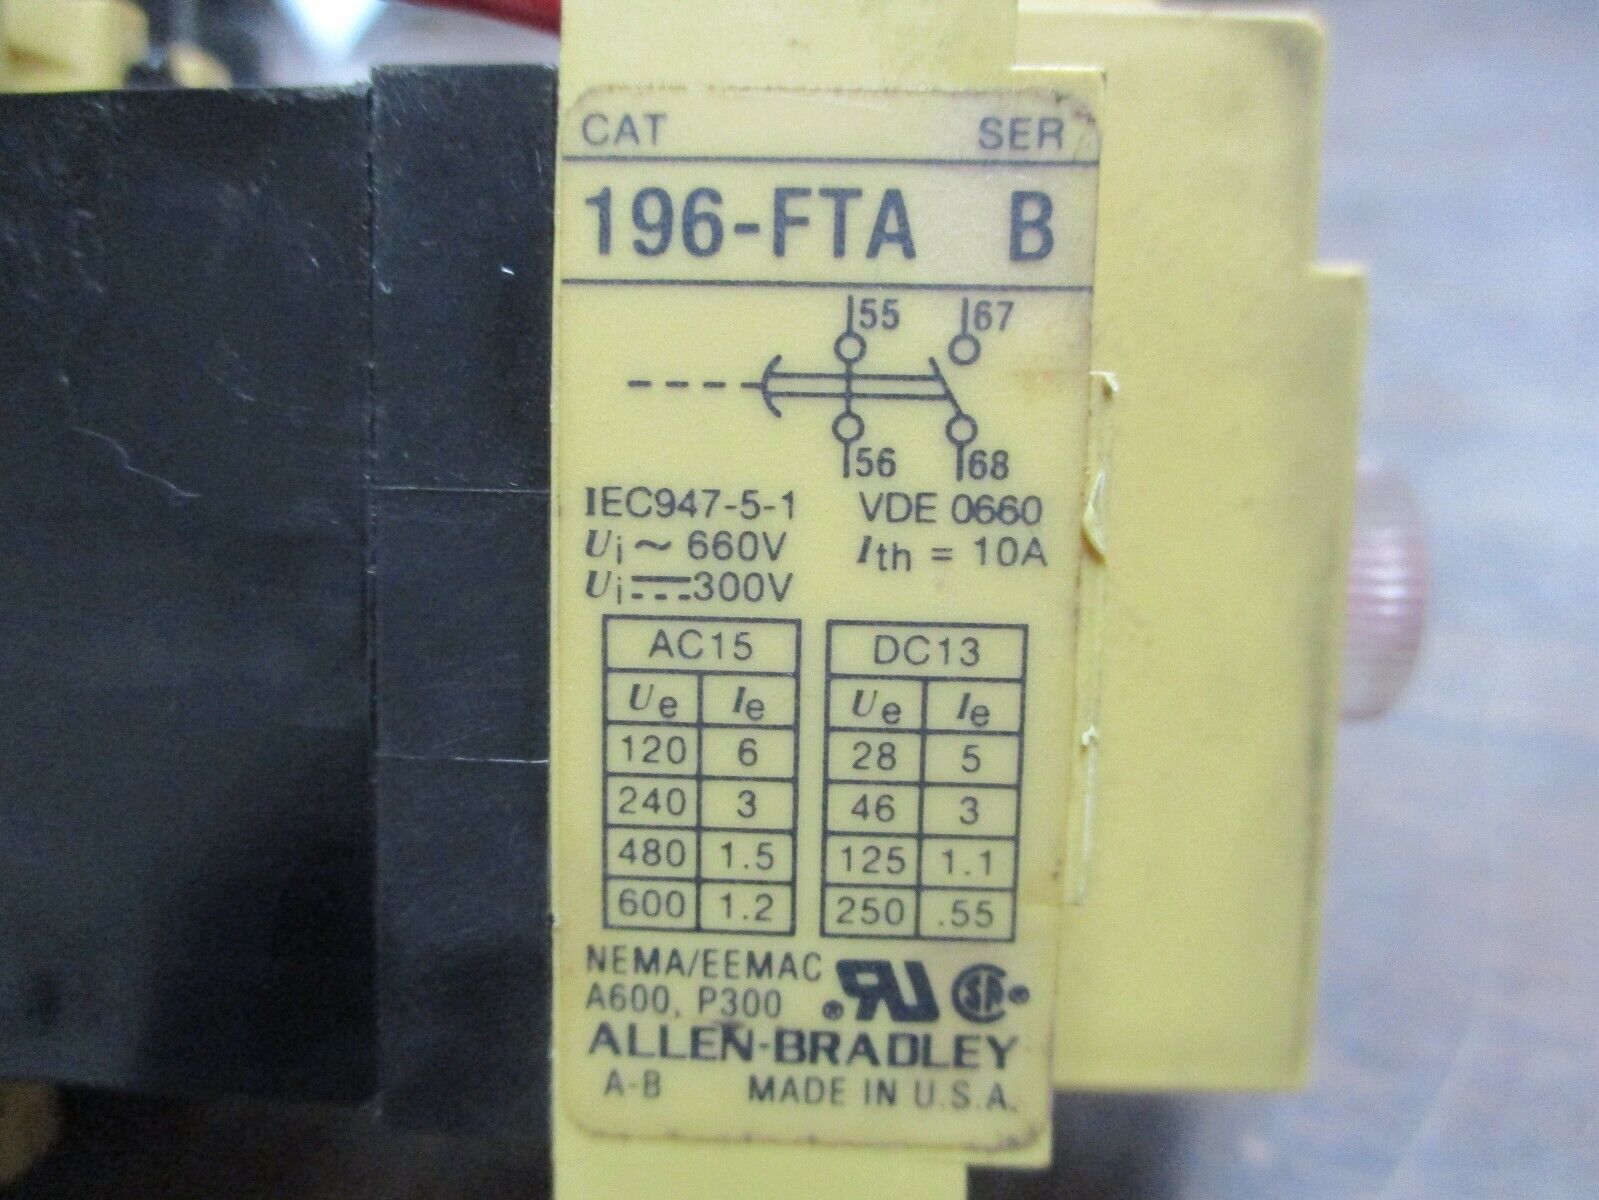 CAT SER
196-FTA B
55 67
56 68
IEC947-5-1 VDE 0660
Ui ~ 660V Ith = 10A
Ui ⎓ 300V
AC15 DC13
Ue Ie Ue Ie
120 6 28 5
240 3 46 3
480 1.5 125 1.1
600 1.2 250 .55
NEMA/EEMAC
A600, P300 ® RU SA ®
ALLEN-BRADLEY
A-B MADE IN U.S.A.